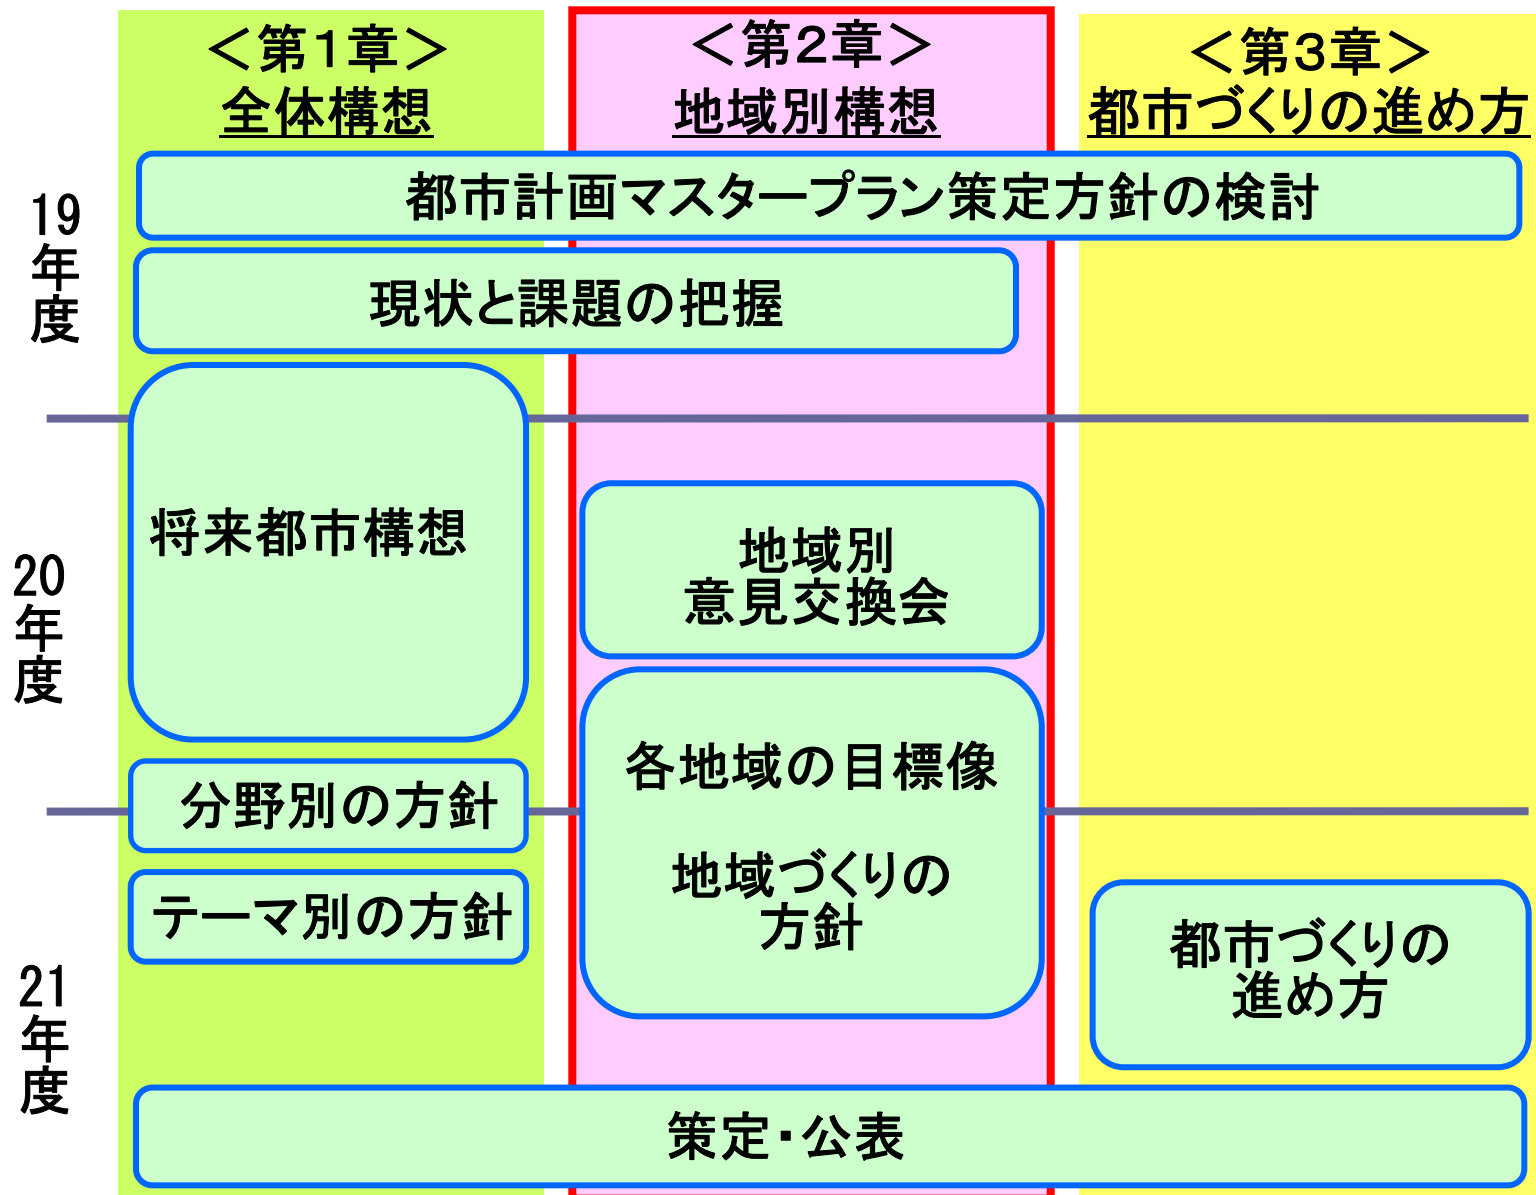 ＜第１章＞
全体構想
＜第２章＞
地域別構想
＜第３章＞
都市づくりの進め方
19年度
都市計画マスタープラン策定方針の検討
現状と課題の把握
20年度
将来都市構想
地域別
意見交換会
各地域の目標像
地域づくりの
方針
分野別の方針
21年度
テーマ別の方針
都市づくりの
進め方
策定・公表